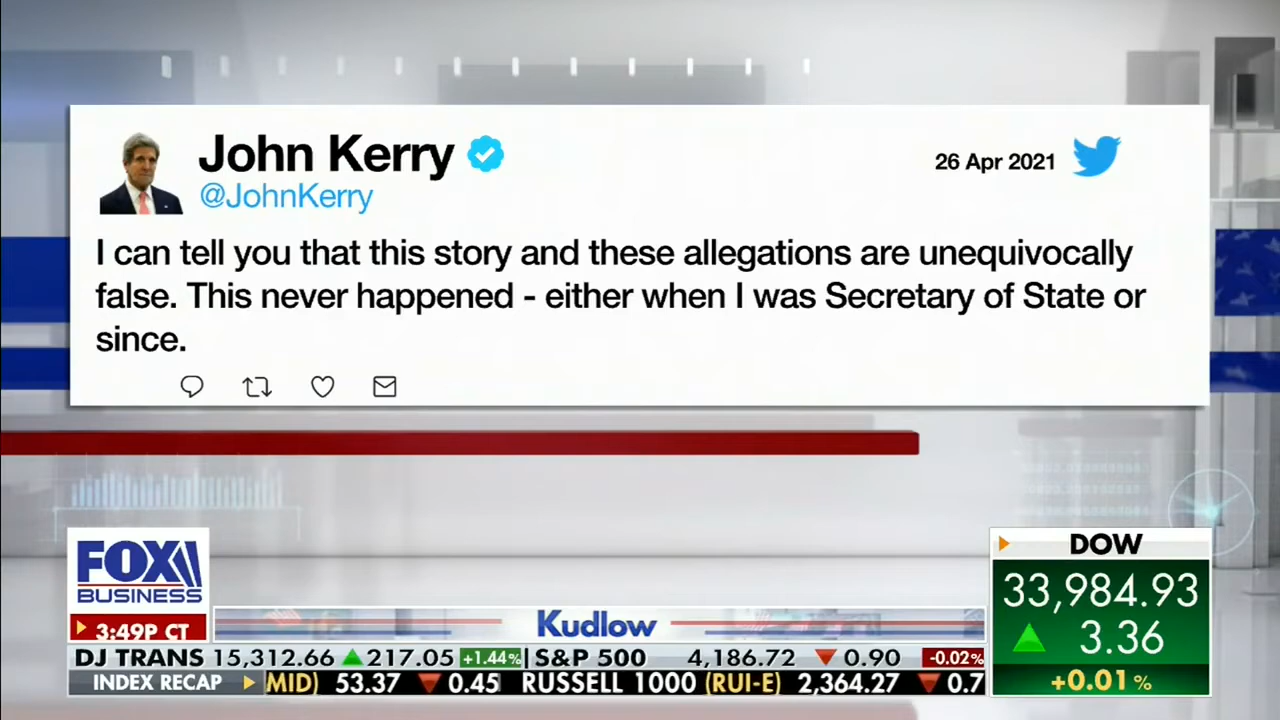 John Kerry
@JohnKerry
26 Apr 2021
I can tell you that this story and these allegations are unequivocally
false. This never happened - either when I was Secretary of State or
since.
FOX
BUSINESS
3:49P CT
Kudlow
DJ TRANS 15,312.66 217.05 +1.44% S&P 500 4,186.72 0.90 -0.02%
INDEX RECAP MID) 53.37 0.45 RUSSELL 1000 (RUI-E) 2,364.27 0.7
DOW
33,984.93
3.36
+0.01 %